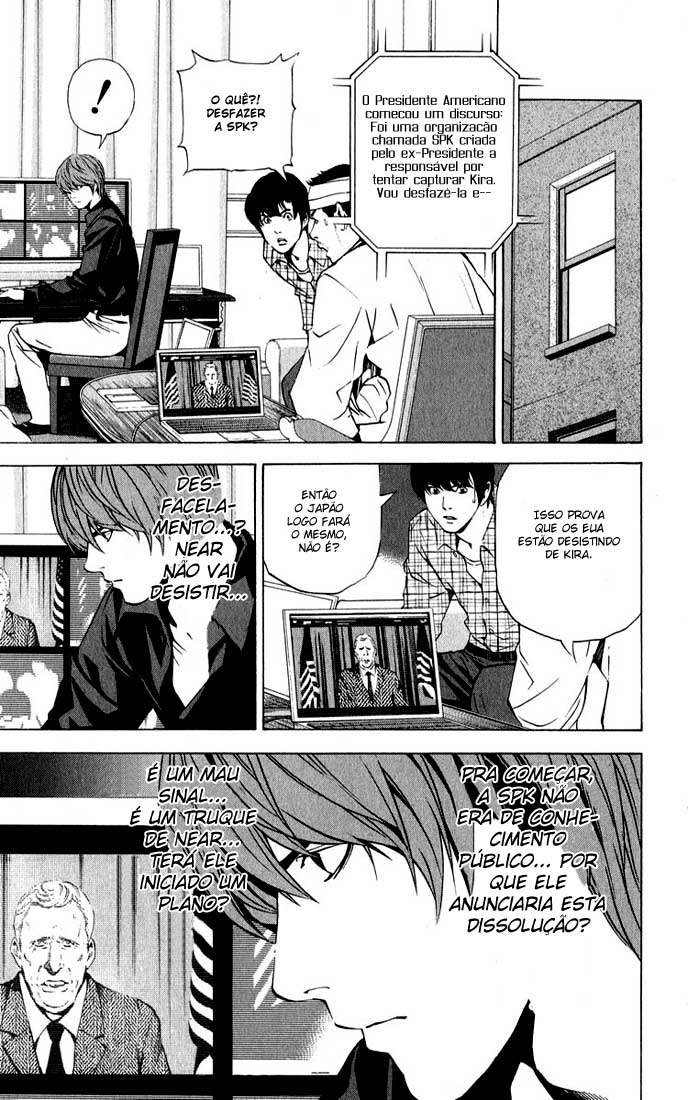 O Presidente Americano
comecou um discurso:
Foi uma organizacão
chamada SPK criada
pelo ex-Presidente a
responsável por
tentar capturar Kira.
Vou desfazê-la e--
O QUÊ?!
DESFAZER
A SPK?
!
ISSO PROVA
QUE OS EUA
ESTÃO DESISTINDO
DE KIRA.
ENTÃO
O JAPÃO
LOGO FARÁ
O MESMO,
NÃO É?
DES-
FACELA-
MENTO...?
NEAR
NÃO VAI
DESISTIR...
PRA COMEÇAR,
A SPK NÃO
ERA DE CONHE-
CIMENTO
PÚBLICO... POR
QUE ELE
ANUNCIARIA ESTA
DISSOLUÇÃO?
É UM MAU
SINAL...
É UM TRUQUE
DE NEAR...
TERÁ ELE
INICIADO UM
PLANO?